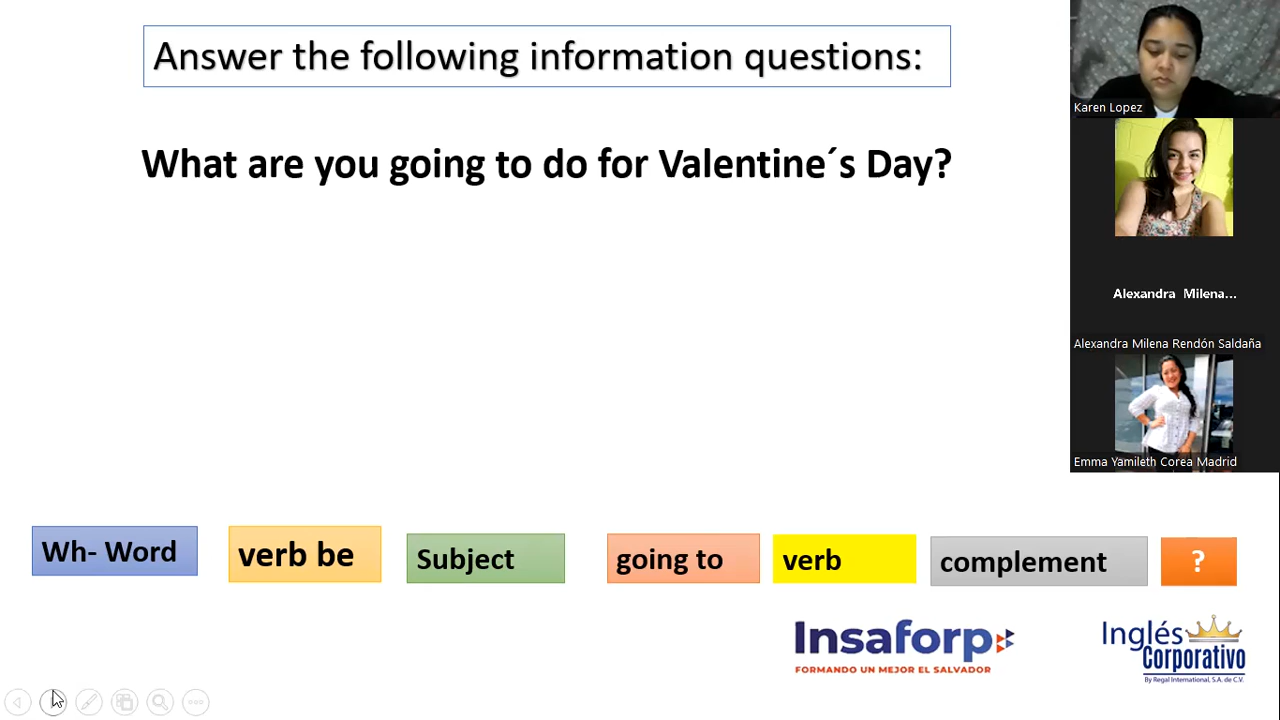 Answer the following information questions:
What are you going to do for Valentine´s Day?
Karen Lopez
Alexandra Milena...
Alexandra Milena Rendón Saldaña
Emma Yamileth Corea Madrid
Wh- Word
verb be
Subject
going to
verb
complement
?
Insaforp
FORMANDO UN MEJOR EL SALVADOR
Inglés
Corporativo
By Regal International, S.A. de C.V.